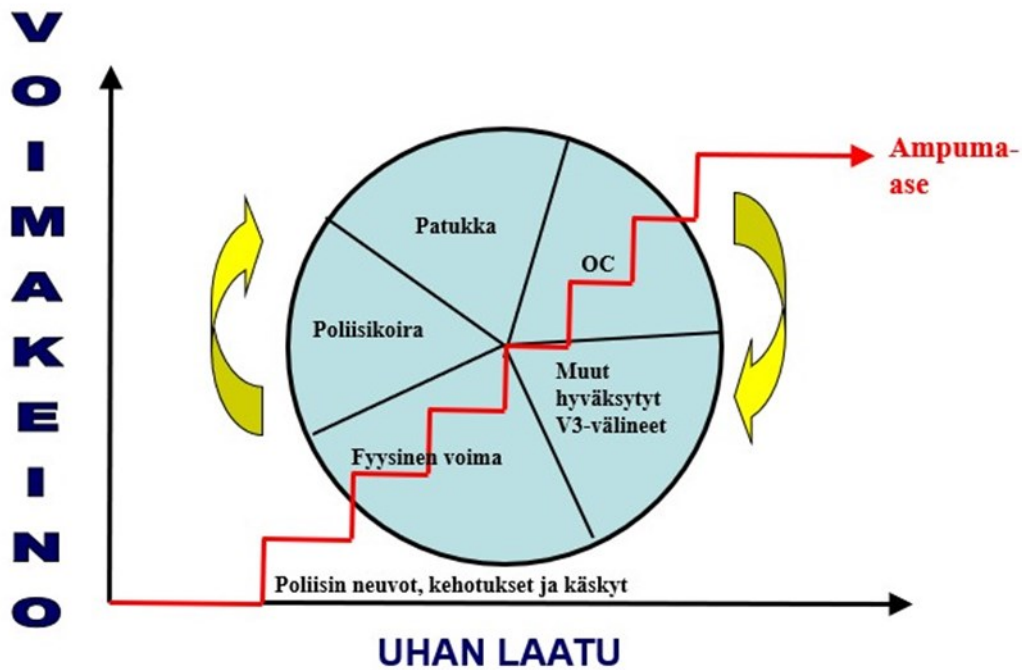 VOIMAKEINO
Ampuma-
ase
Patukka
OC
Poliisikoira
Muut
hyväksytyt
V3-välineet
Fyysinen voima
Poliisin neuvot, kehotukset ja käskyt
UHAN LAATU